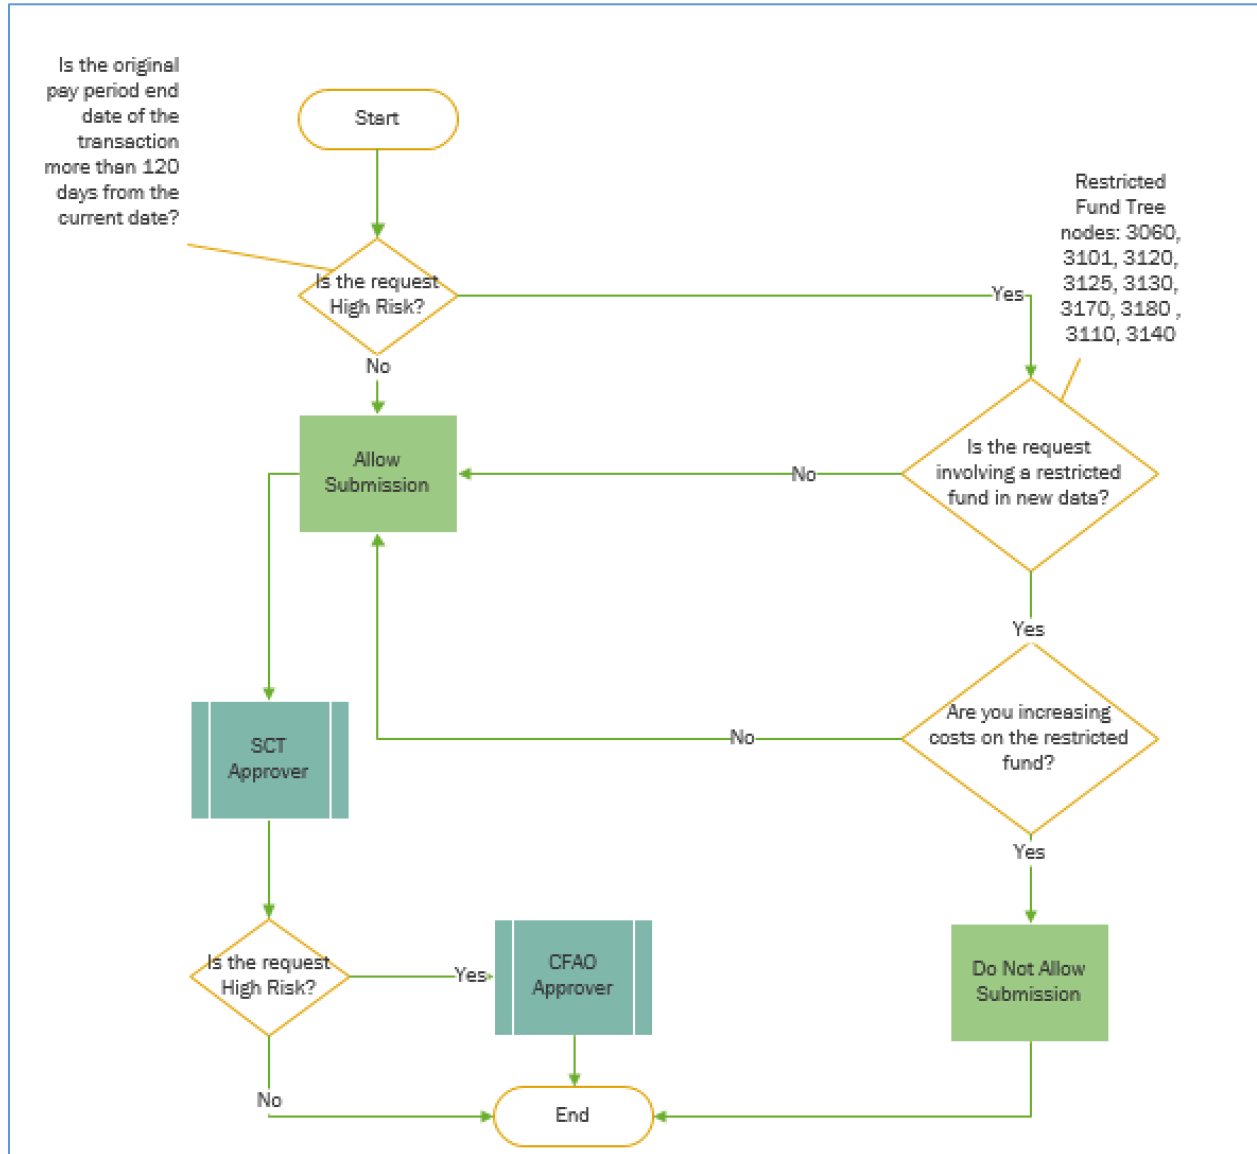 Is the original
pay period end
date of the
transaction
more than 120
days from the
current date?
Start
Restricted
Fund Tree
nodes: 3060,
3101, 3120,
3125, 3130,
3170, 3180 ,
3110, 3140
Is the request
High Risk?
Yes
No
Allow
Submission
No
Is the request
involving a restricted
fund in new data?
Yes
SCT
Approver
No
Are you increasing
costs on the restricted
fund?
Yes
Is the request
High Risk?
Yes
CFAO
Approver
Do Not Allow
Submission
No
End